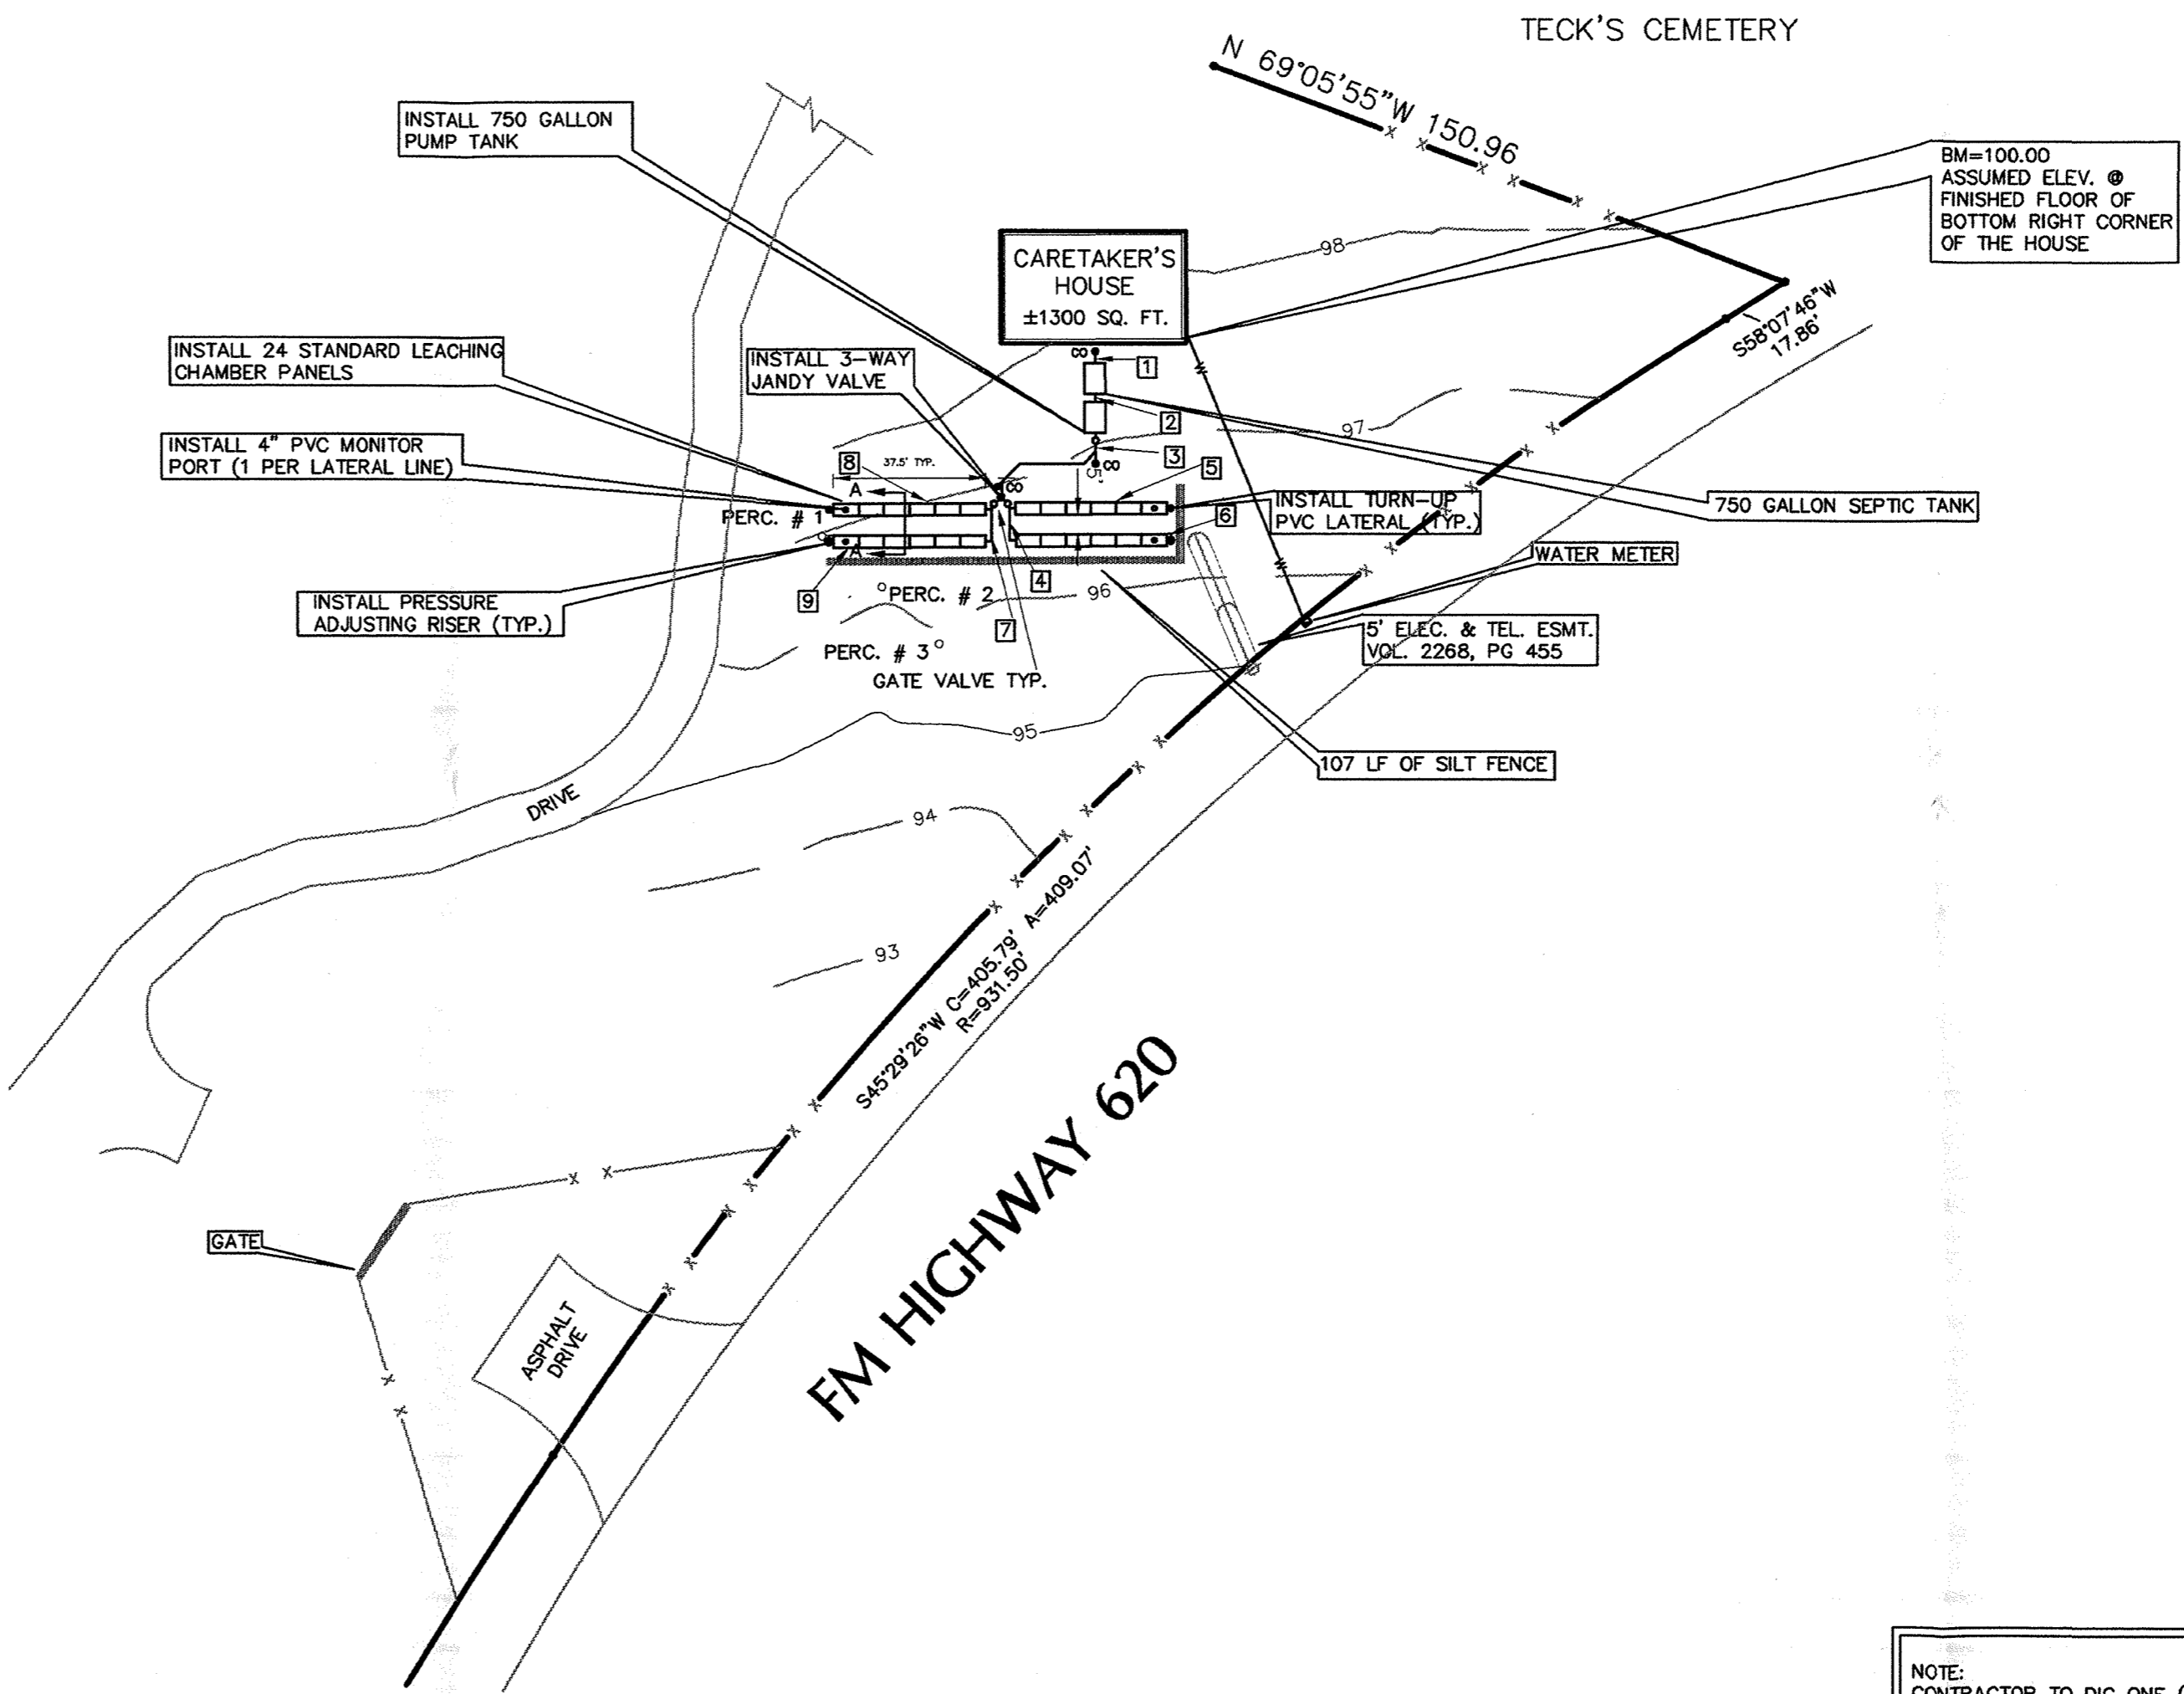 TECK'S CEMETERY
N 69°05'55"W 150.96
INSTALL 750 GALLON
PUMP TANK
BM=100.00
ASSUMED ELEV. @
FINISHED FLOOR OF
BOTTOM RIGHT CORNER
OF THE HOUSE
CARETAKER'S
HOUSE
±1300 SQ. FT.
98
S58°07'46"W
17.86'
INSTALL 24 STANDARD LEACHING
CHAMBER PANELS
INSTALL 3-WAY
JANDY VALVE
1
2
97
INSTALL 4" PVC MONITOR
PORT (1 PER LATERAL LINE)
8
37.5' TYP.
3
5'
5
A
PERC. # 1
INSTALL TURN-UP
PVC LATERAL (TYP.)
750 GALLON SEPTIC TANK
6
A
WATER METER
INSTALL PRESSURE
ADJUSTING RISER (TYP.)
9
PERC. # 2
4
96
7
5' ELEC. & TEL. ESMT.
VOL. 2268, PG 455
PERC. # 3
GATE VALVE TYP.
95
107 LF OF SILT FENCE
DRIVE
94
93
S45°29'26"W C=405.79' A=409.07'
R=931.50'
FM HIGHWAY 620
GATE
ASPHALT
DRIVE
NOTE:
CONTRACTOR TO DIG ONE